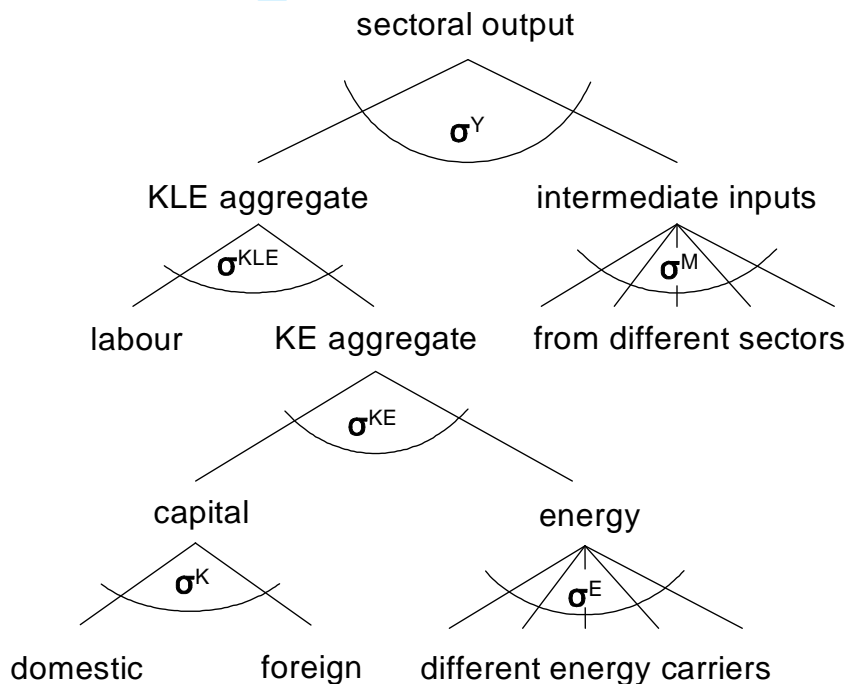 sectoral output
σY
KLE aggregate intermediate inputs
σKLE σM
labour KE aggregate from different sectors
σKE
capital energy
σK σE
domestic foreign different energy carriers